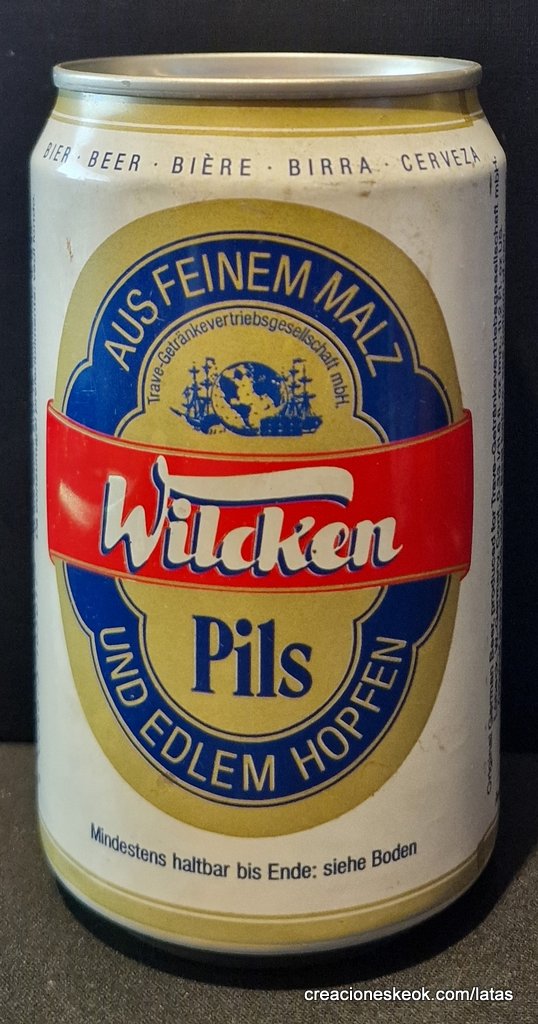 BIER · BEER · BIÈRE · BIRRA · CERVEZA
AUS FEINEM MALZ
Trave-Getränkevertriebsgesellschaft mbH.
Wilcken
Pils
UND EDLEM HOPFEN
Mindestens haltbar bis Ende: siehe Boden
creacioneskeok.com/latas